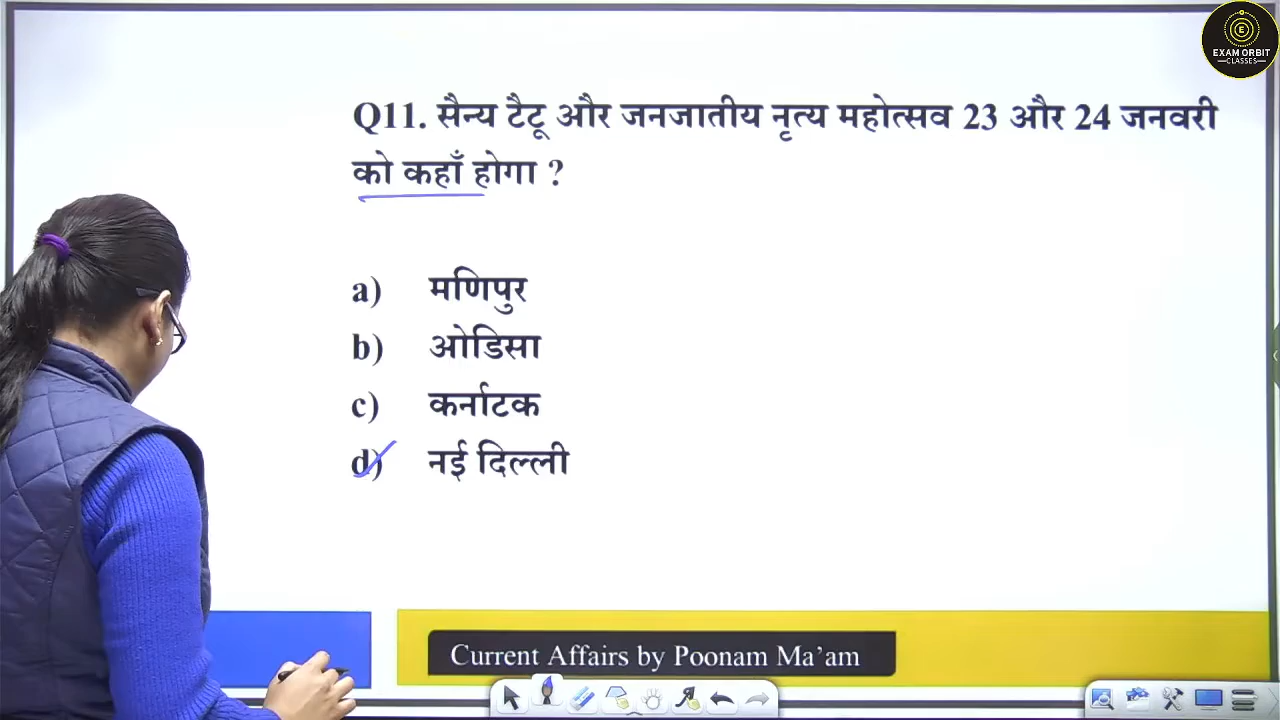 EXAM ORBIT
CLASSES
Q11. सैन्य टैटू और जनजातीय नृत्य महोत्सव 23 और 24 जनवरी
को कहाँ होगा ?
a) मणिपुर
b) ओडिसा
c) कर्नाटक
d) नई दिल्ली
Current Affairs by Poonam Ma'am